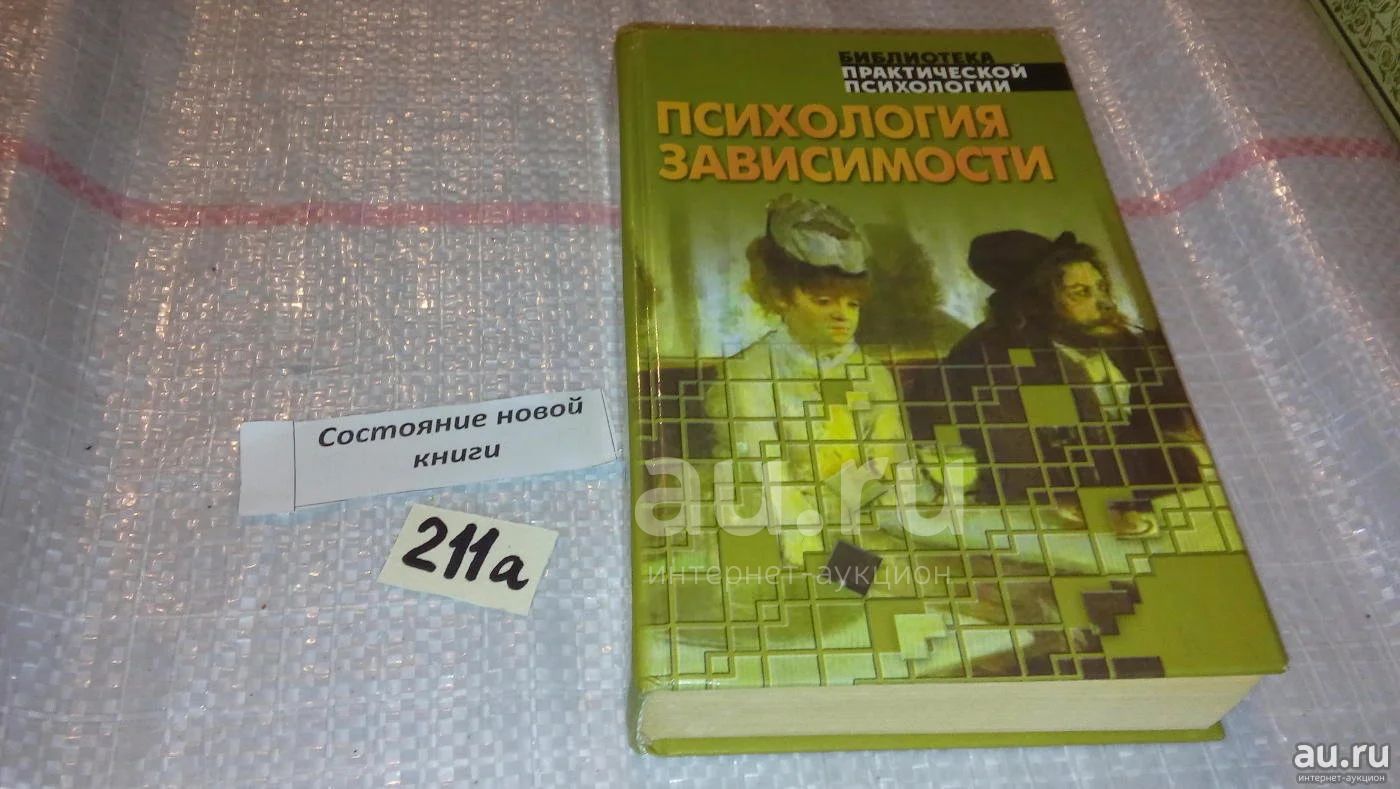 БИБЛИОТЕКА
ПРАКТИЧЕСКОЙ
ПСИХОЛОГИИ
ПСИХОЛОГИЯ
ЗАВИСИМОСТИ
Состояние новой
книги
211а
au.ru
интернет-аукцион
au.ru
интернет-аукцион